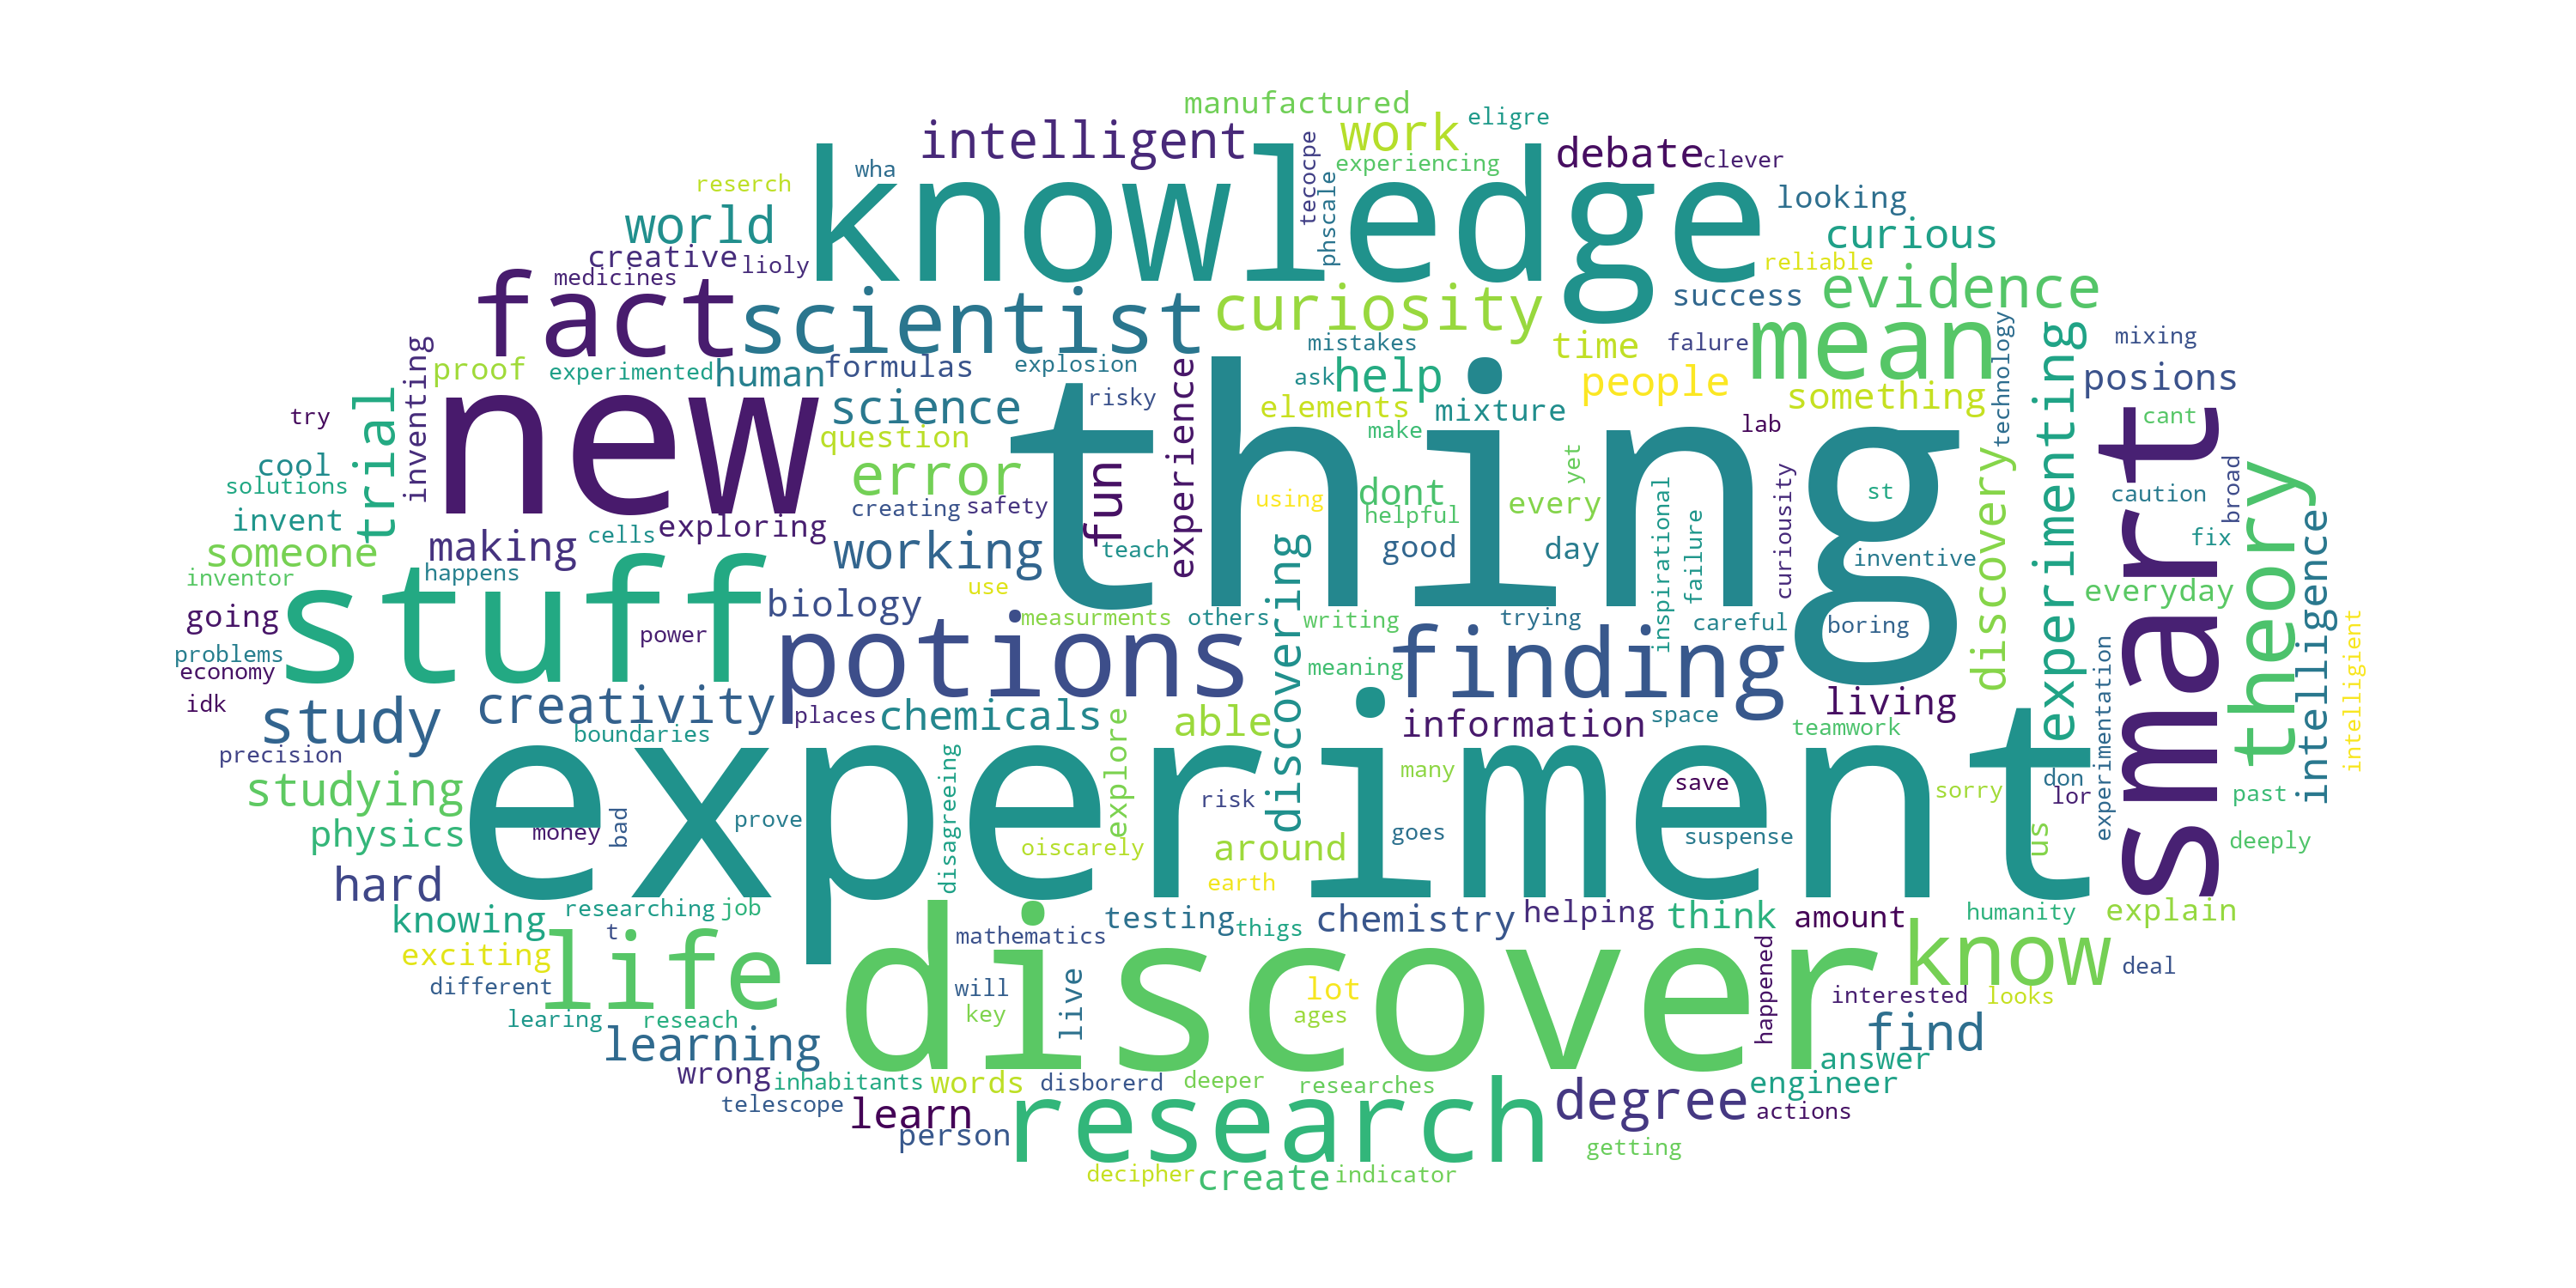 manufactured
eligre
intelligent
work
tecocpe
experiencing
debate
clever
knowledge
wha
reserch
phscale
looking
world
curious
creative
lioly
medicines
reliable
fact
scientist
curiosity
success
evidence
mean
inventing
proof
experimented
human
formulas
explosion
mistakes
time
falure
technology
experimenting
mixing
thing
experience
ask
help
people
posions
new
try
trial
science
risky
elements
mixture
something
smart
cant
question
make
lab
cool
error
fun
yet
curiousity
st
discovery
broad
theory
solutions
using
dont
every
inspirational
caution
invent
creating
safety
helpful
failure
intelligence
someone
making
cells
exploring
working
teach
good
day
inventive
fix
inventor
happens
stuff
biology
use
discovering
everyday
going
power
potions
measurments
others
writing
trying
careful
boring
intelligient
problems
economy
meaning
finding
idk
creativity
places
chemicals
able
information
space
living
experimentation
study
boundaries
explore
teamwork
precision
experiment
disagreeing
many
save
don
studying
risk
sorry
lor
past
physics
money
bad
prove
oiscarely
around
goes
suspense
us
deeply
hard
earth
knowing
researching
job
testing
thigs
chemistry
helping
think
amount
humanity
explain
t
mathematics
happened
exciting
life
discover
know
deal
different
will
live
lot
interested
looks
learing
reseach
key
ages
learning
find
wrong
inhabitants
words
disborerd
deeper
researches
answer
engineer
telescope
learn
research
degree
actions
person
getting
decipher
create
indicator